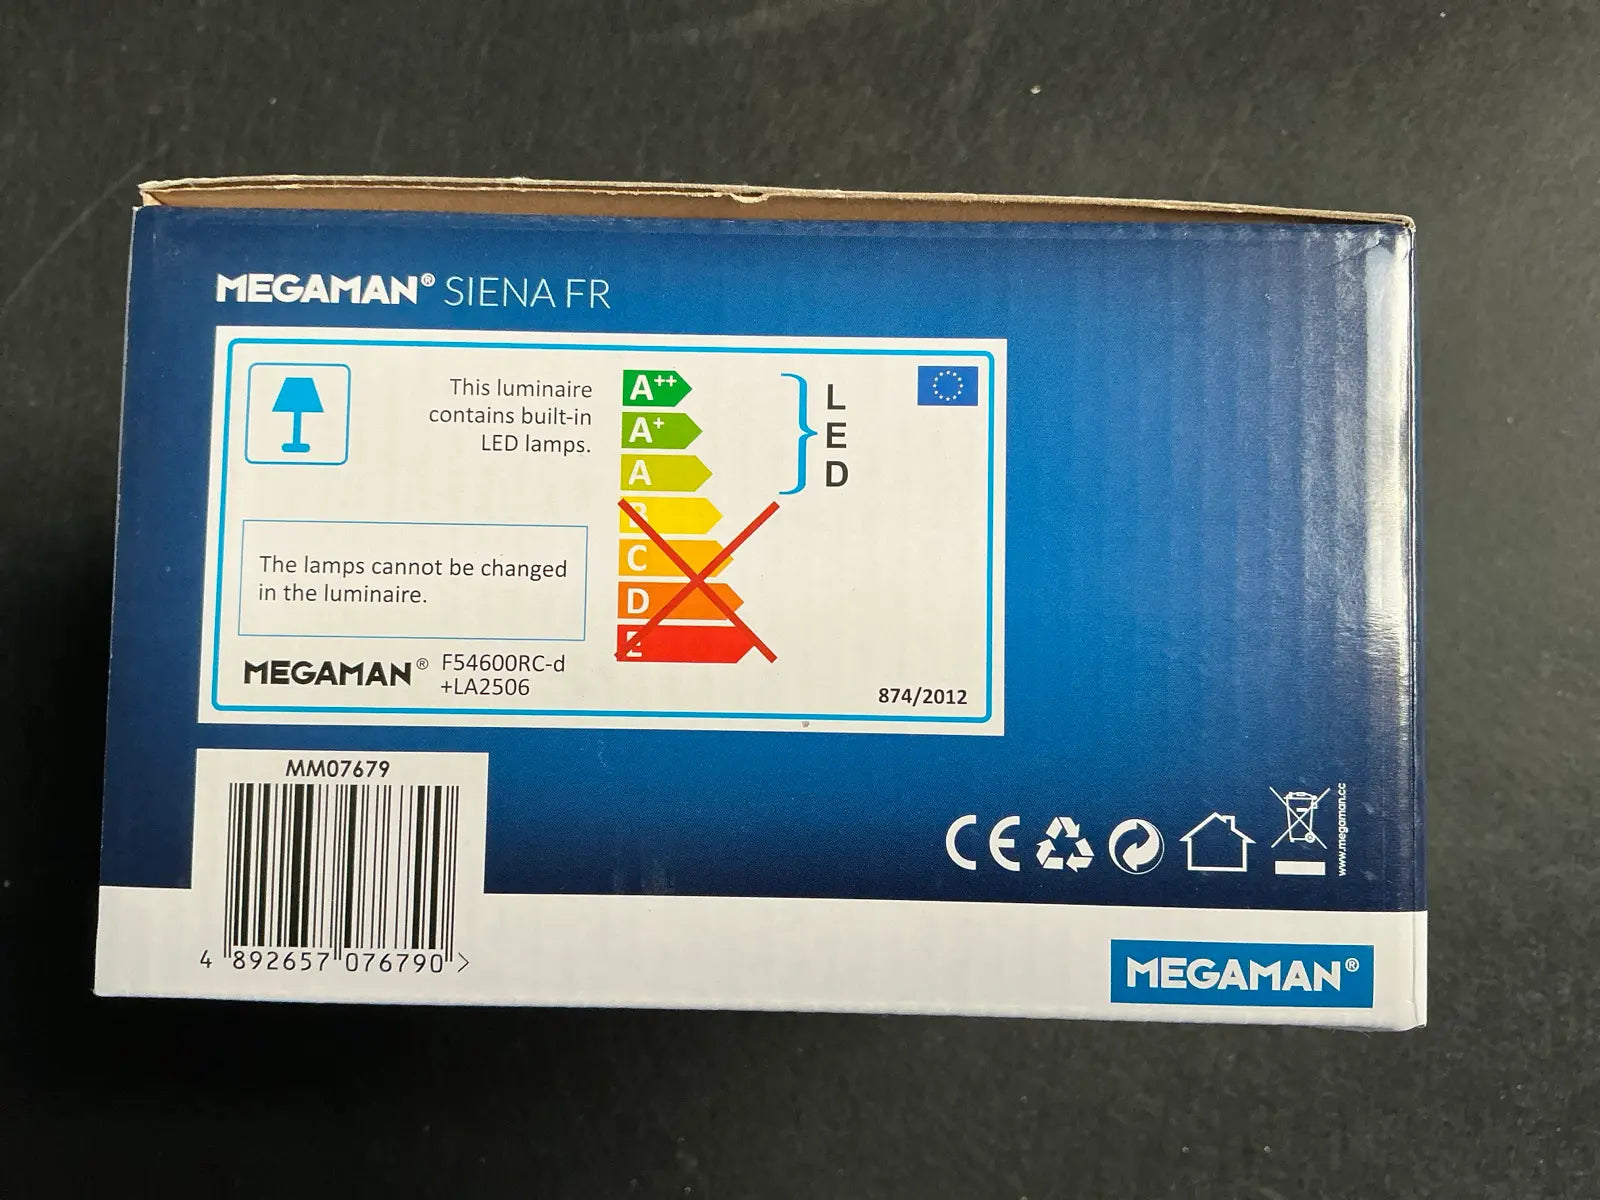 MEGAMAN® SIENA FR
This luminaire
contains built-in
LED lamps.
A++
A+
A
B
C
D
E
L
E
D
The lamps cannot be changed
in the luminaire.
MEGAMAN® F54600RC-d
+LA2506
874/2012
MM07679
4 892657 076790 >
CE
www.megaman.cc
MEGAMAN®